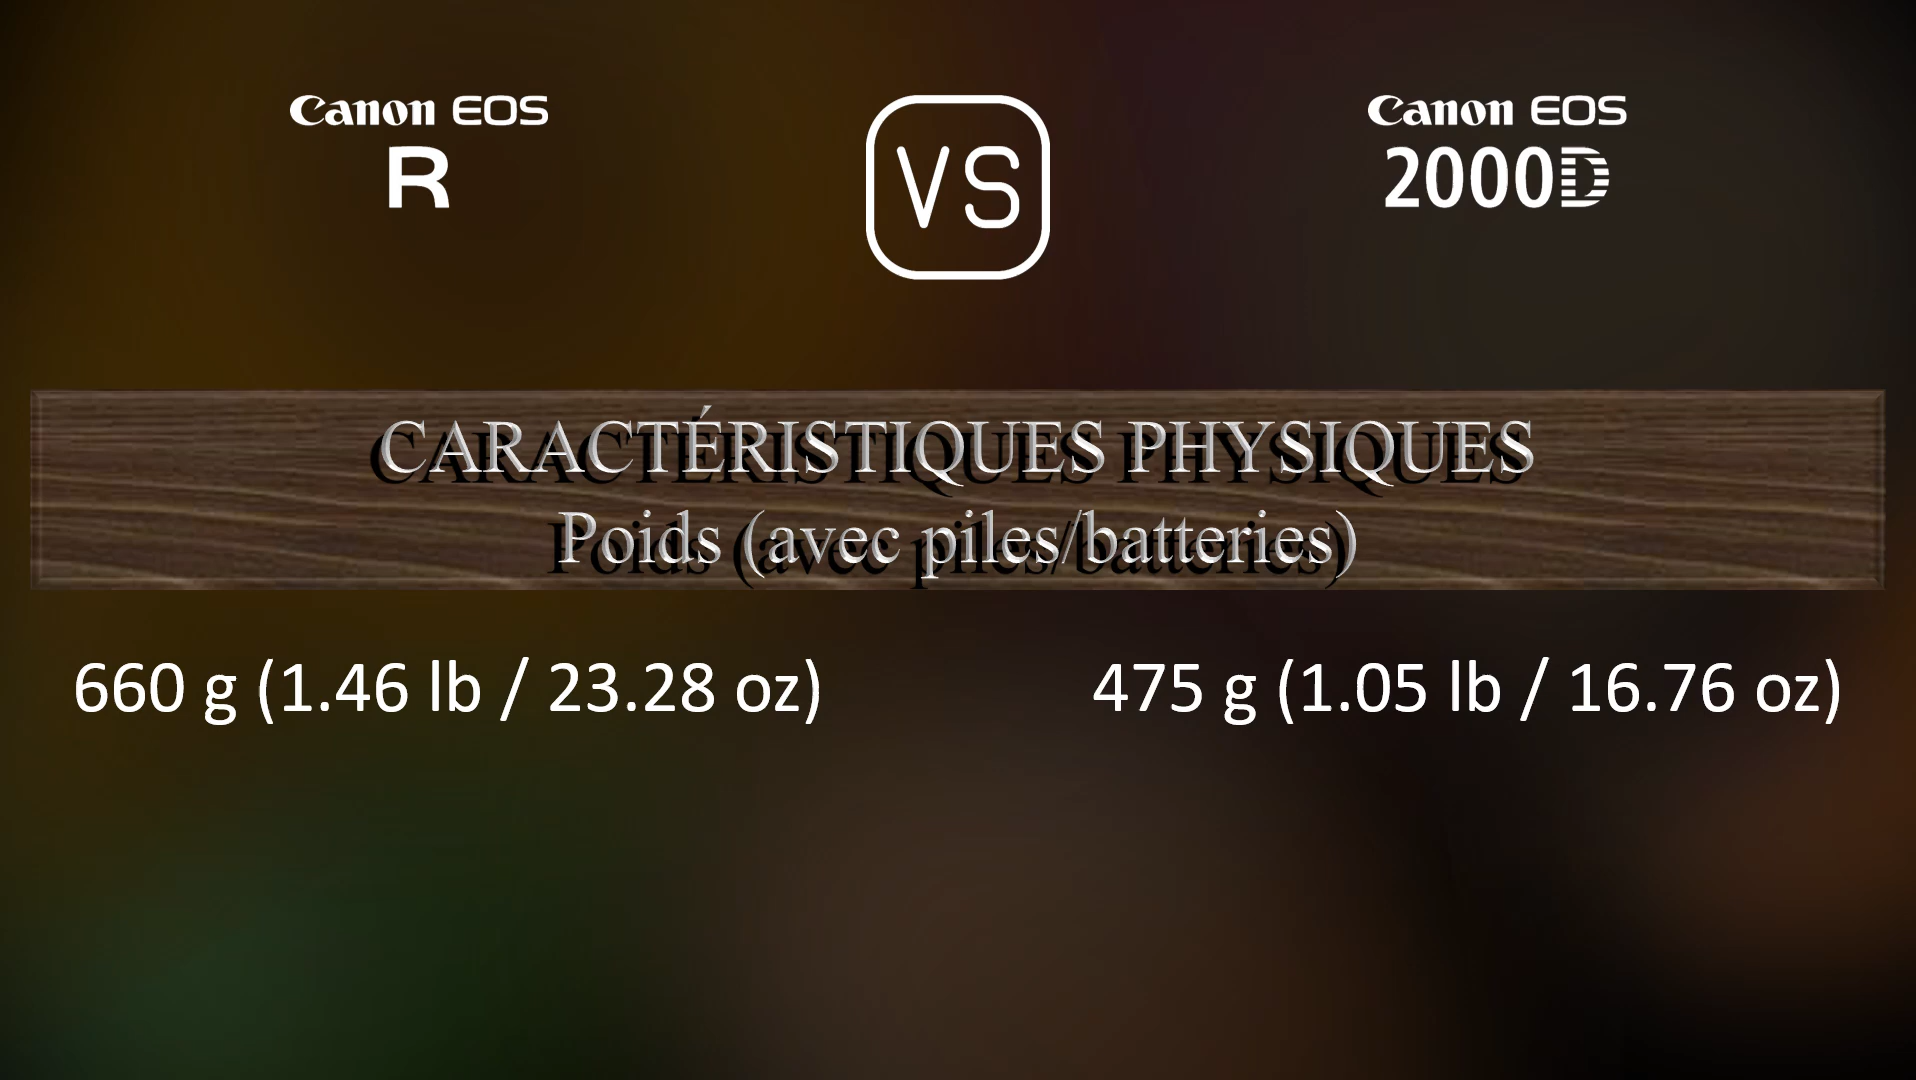 Canon EOS
R
VS
Canon EOS
2000D
CARACTÉRISTIQUES PHYSIQUES
Poids (avec piles/batteries)
660 g (1.46 lb / 23.28 oz)
475 g (1.05 lb / 16.76 oz)